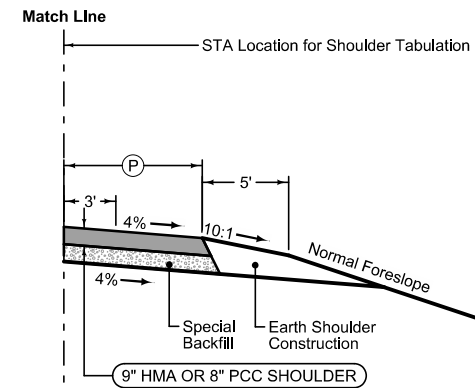 Match Line
STA Location for Shoulder Tabulation
P
5'
3'
4%
10:1
Normal Foreslope
4%
Special
Backfill
Earth Shoulder
Construction
9" HMA OR 8" PCC SHOULDER